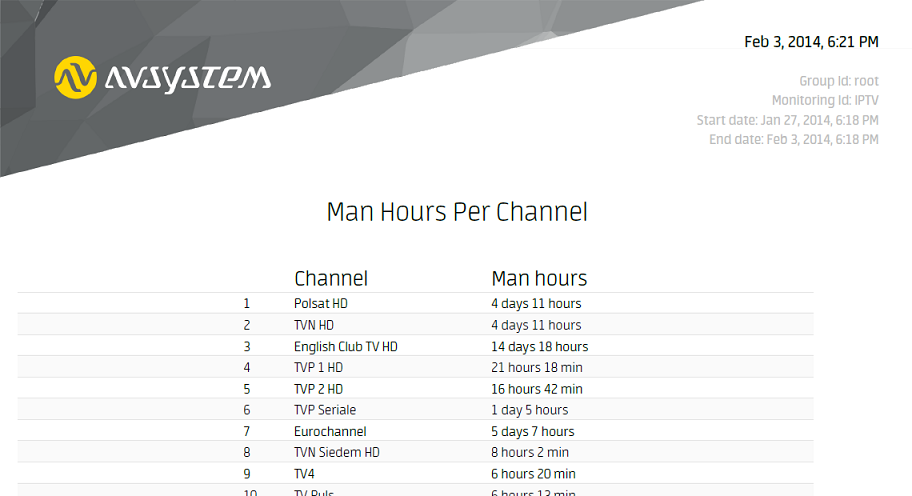 Feb 3, 2014, 6:21 PM
AVSYSTEM
Group Id: root
Monitoring Id: IPTV
Start date: Jan 27, 2014, 6:18 PM
End date: Feb 3, 2014, 6:18 PM
Man Hours Per Channel
Channel Man hours
1 Polsat HD 4 days 11 hours
2 TVN HD 4 days 11 hours
3 English Club TV HD 14 days 18 hours
4 TVP 1 HD 21 hours 18 min
5 TVP 2 HD 16 hours 42 min
6 TVP Seriale 1 day 5 hours
7 Eurochannel 5 days 7 hours
8 TVN Siedem HD 8 hours 2 min
9 TV4 6 hours 20 min
10 TV Puls 6 hours 13 min